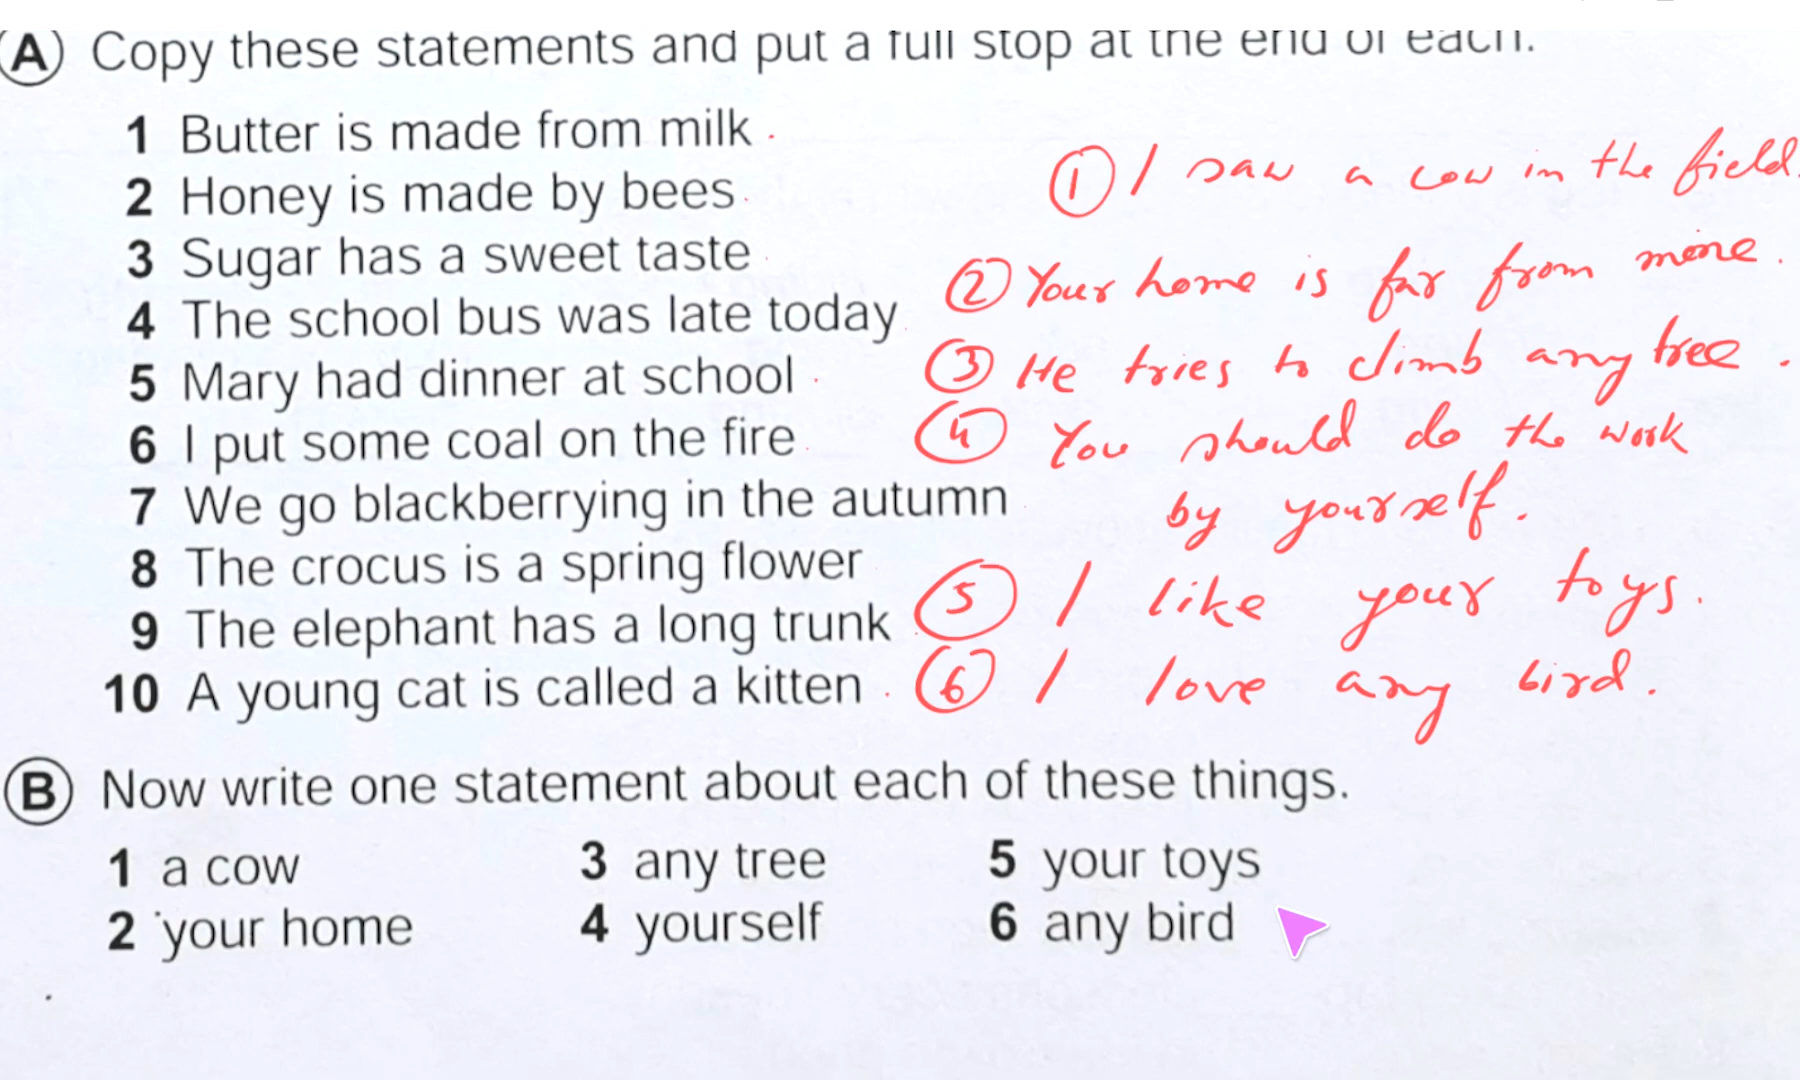 A Copy these statements and put a full stop at the end of each.
1 Butter is made from milk.
2 Honey is made by bees.
3 Sugar has a sweet taste.
4 The school bus was late today.
5 Mary had dinner at school.
6 I put some coal on the fire.
7 We go blackberrying in the autumn.
8 The crocus is a spring flower
9 The elephant has a long trunk.
10 A young cat is called a kitten.
① I saw a cow in the field.
② Your home is far from mine.
③ He tries to climb any tree.
④ You should do the work
by yourself.
⑤ I like your toys.
⑥ I love any bird.
B Now write one statement about each of these things.
1 a cow
2 your home
3 any tree
4 yourself
5 your toys
6 any bird